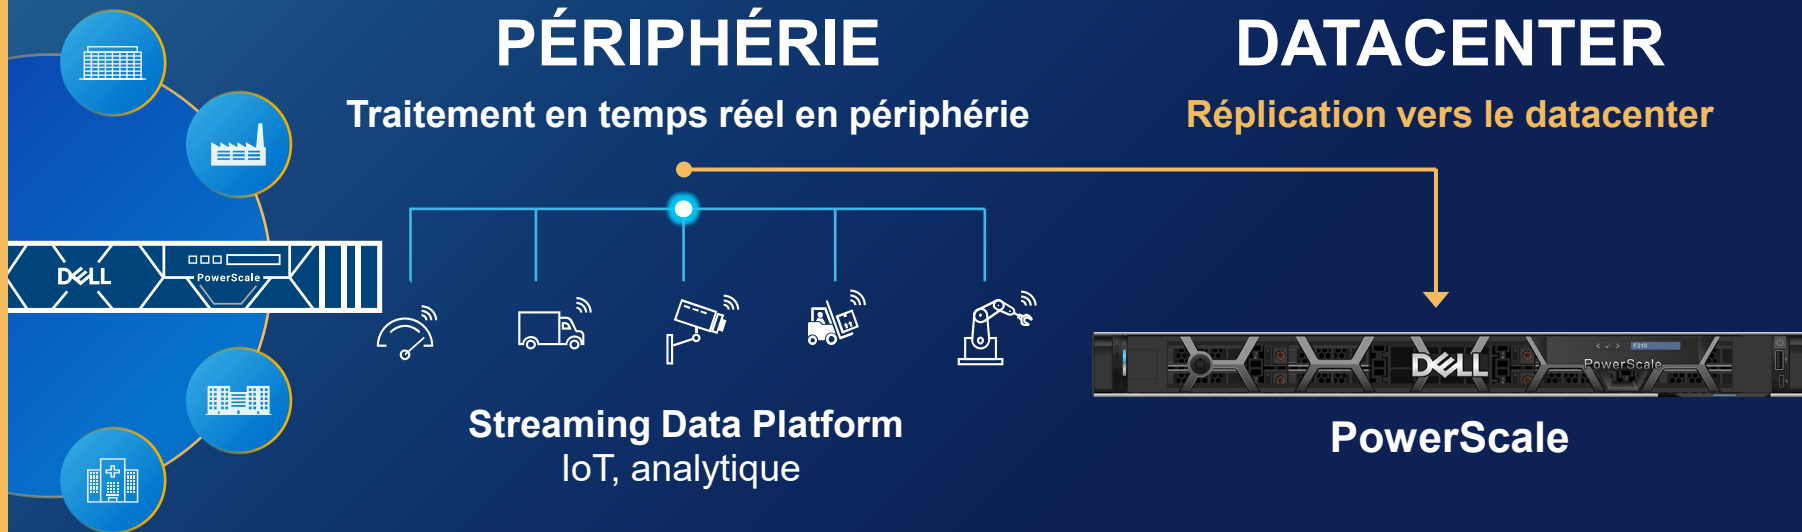 PÉRIPHÉRIE
Traitement en temps réel en périphérie
DATACENTER
Réplication vers le datacenter
DELL
PowerScale
Streaming Data Platform
IoT, analytique
DELL
F210
PowerScale
PowerScale